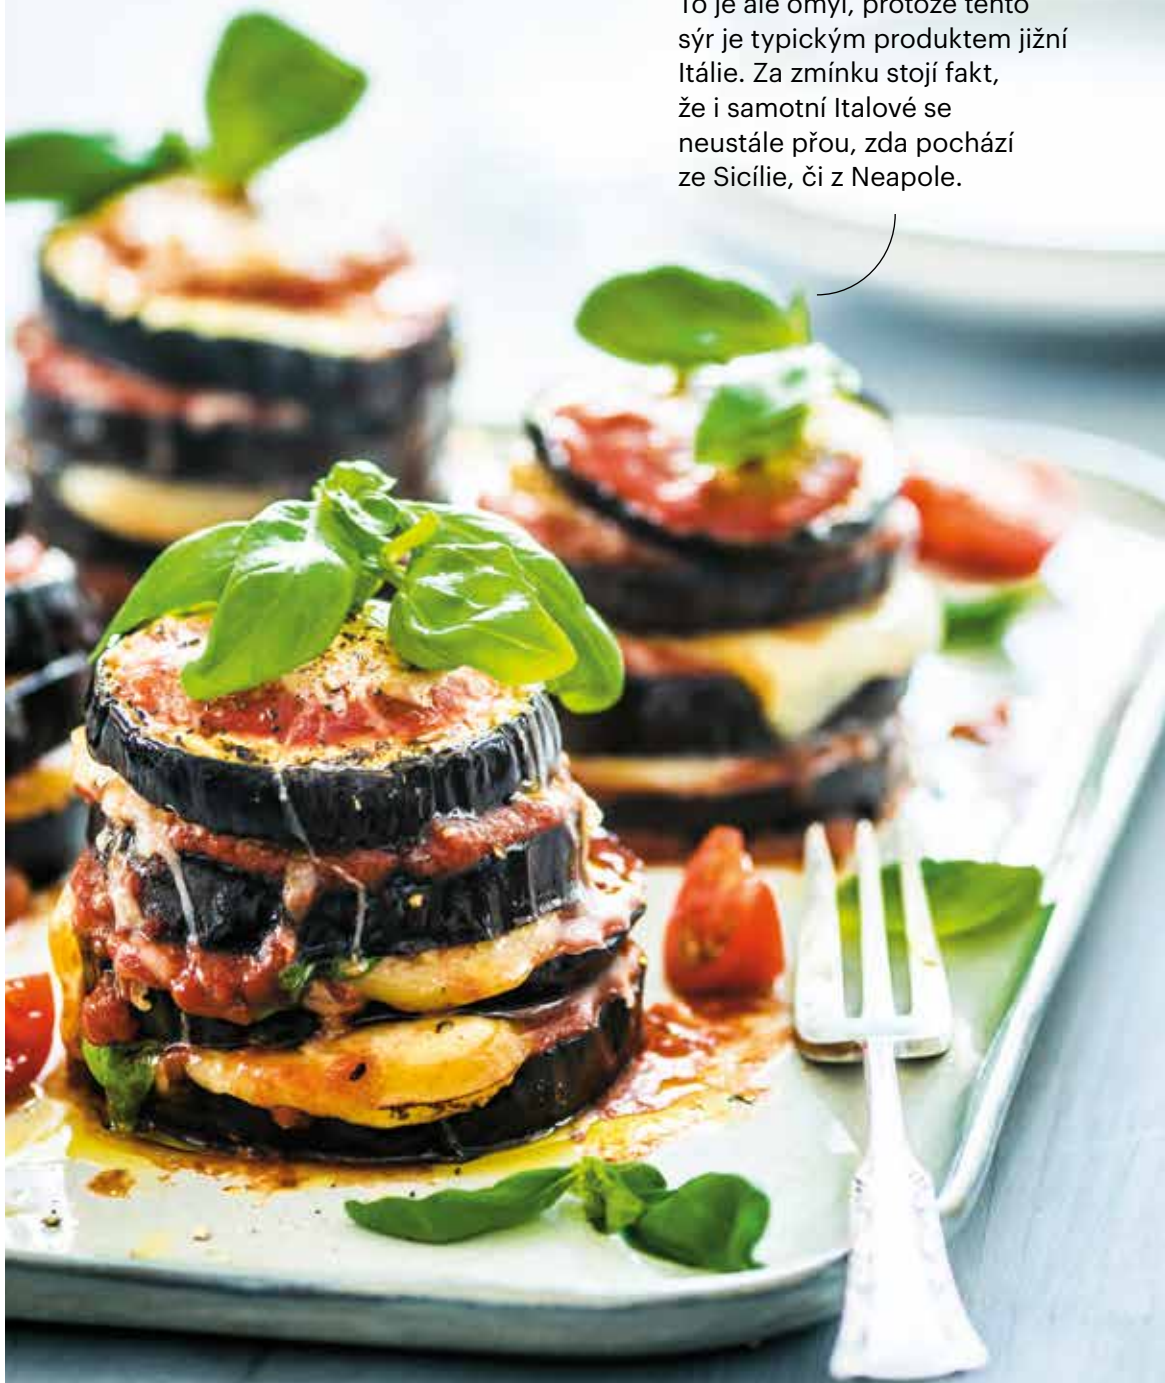 To je ale omyl, protože tento
sýr je typickým produktem jižní
Itálie. Za zmínku stojí fakt,
že i samotní Italové se
neustále přou, zda pochází
ze Sicílie, či z Neapole.